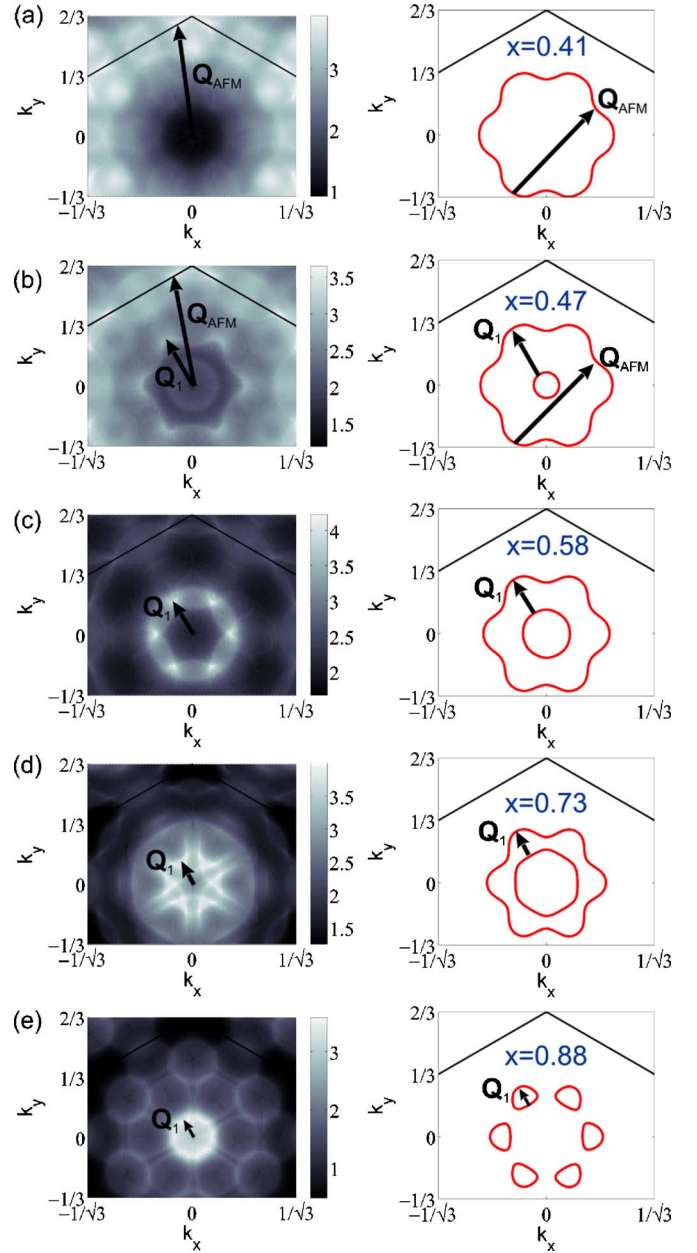 (a)
2/3
1/3
0
−1/3
−1/√3
0
1/√3
k_y
k_x
Q_AFM
3
2
1
x=0.41
Q_AFM
2/3
1/3
0
−1/3
−1/√3
0
1/√3
k_y
k_x
(b)
2/3
1/3
0
−1/3
−1/√3
0
1/√3
k_y
k_x
Q_AFM
Q_1
3.5
3
2.5
2
1.5
x=0.47
Q_1
Q_AFM
2/3
1/3
0
−1/3
−1/√3
0
1/√3
k_y
k_x
(c)
2/3
1/3
0
−1/3
−1/√3
0
1/√3
k_y
k_x
Q_1
4
3.5
3
2.5
2
x=0.58
Q_1
2/3
1/3
0
−1/3
−1/√3
0
1/√3
k_y
k_x
(d)
2/3
1/3
0
−1/3
−1/√3
0
1/√3
k_y
k_x
Q_1
3.5
3
2.5
2
1.5
x=0.73
Q_1
2/3
1/3
0
−1/3
−1/√3
0
1/√3
k_y
k_x
(e)
2/3
1/3
0
−1/3
−1/√3
0
1/√3
k_y
k_x
Q_1
3
2
1
x=0.88
Q_1
2/3
1/3
0
−1/3
−1/√3
0
1/√3
k_y
k_x